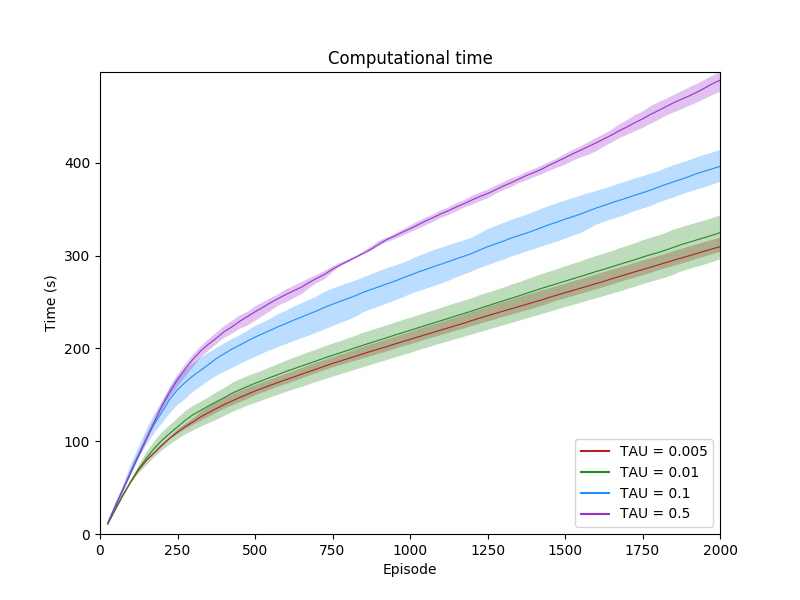 Computational time
Time (s)
400
300
200
100
0
0 250 500 750 1000 1250 1500 1750 2000
Episode
TAU = 0.005
TAU = 0.01
TAU = 0.1
TAU = 0.5